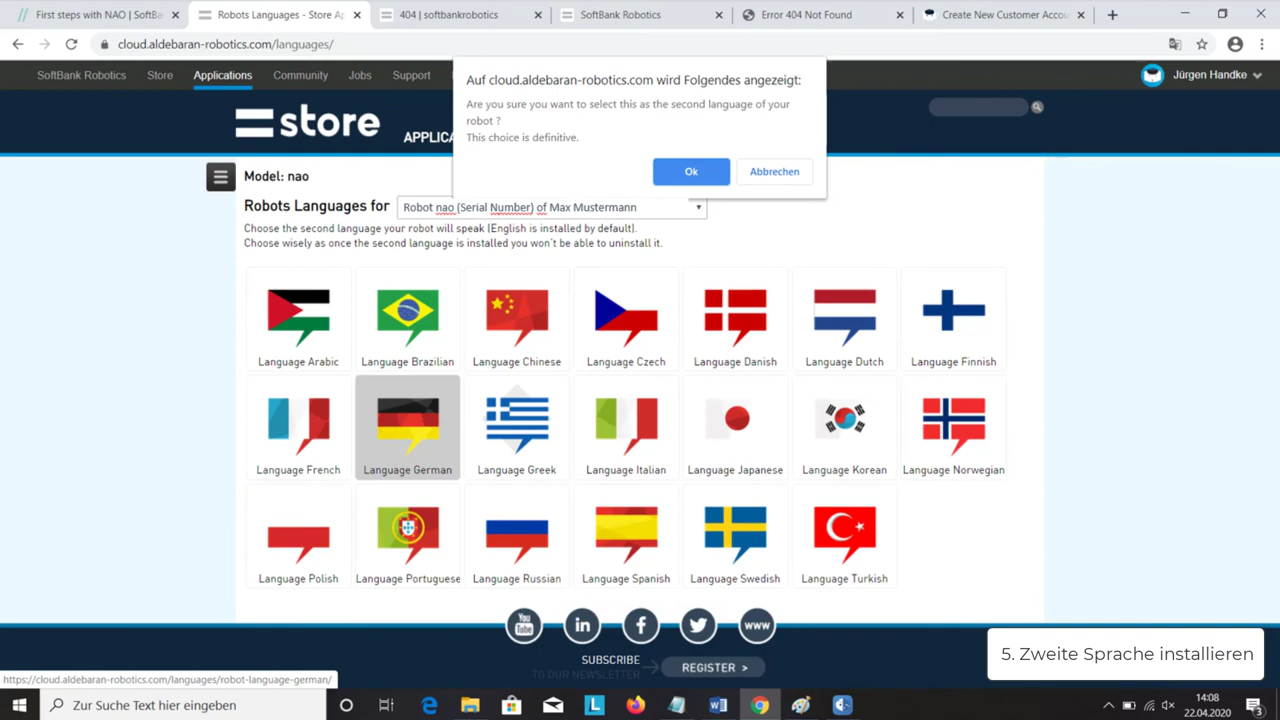 First steps with NAO | SoftBa
Robots Languages - Store Ap
404 | softbankrobotics
SoftBank Robotics
Error 404 Not Found
Create New Customer Accou
cloud.aldebaran-robotics.com/languages/
SoftBank Robotics
Store
Applications
Community
Jobs
Support
Jürgen Handke
Auf cloud.aldebaran-robotics.com wird Folgendes angezeigt:
Are you sure you want to select this as the second language of your
robot ?
This choice is definitive.
Ok
Abbrechen
store
Model: nao
Robots Languages for
Robot nao (Serial Number) of Max Mustermann
Choose the second language your robot will speak (English is installed by default).
Choose wisely as once the second language is installed you won't be able to uninstall it.
Language Arabic
Language Brazilian
Language Chinese
Language Czech
Language Danish
Language Dutch
Language Finnish
Language French
Language German
Language Greek
Language Italian
Language Japanese
Language Korean
Language Norwegian
Language Polish
Language Portuguese
Language Russian
Language Spanish
Language Swedish
Language Turkish
You Tube
in
f
www
SUBSCRIBE
TO OUR NEWSLETTER
REGISTER >
5. Zweite Sprache installieren
https://cloud.aldebaran-robotics.com/languages/robot-language-german/
Zur Suche Text hier eingeben
14:08
22.04.2020
3